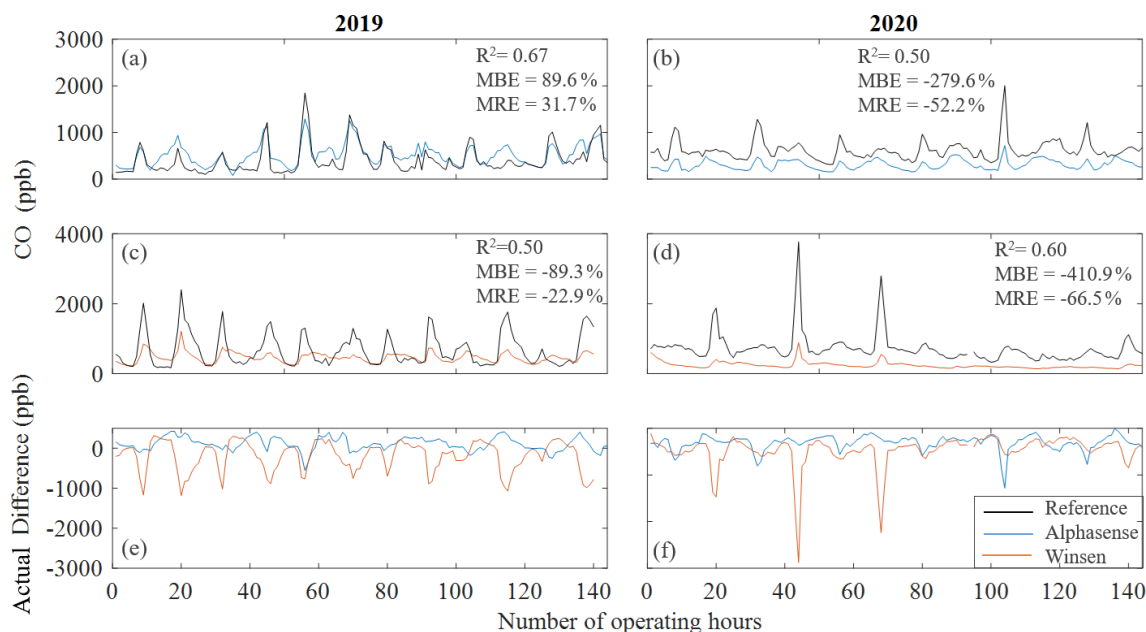 2019
2020
3000
2000
1000
0
(a)
R²= 0.67
MBE = 89.6%
MRE = 31.7%
(b)
R²= 0.50
MBE = -279.6%
MRE = -52.2%
CO (ppb)
4000
2000
0
(c)
R²=0.50
MBE = -89.3%
MRE = -22.9%
(d)
R²= 0.60
MBE = -410.9%
MRE = -66.5%
Actual Difference (ppb)
0
-1000
-2000
-3000
(e)
(f)
Reference
Alphasense
Winsen
0 20 40 60 80 100 120 140
0 20 40 60 80 100 120 140
Number of operating hours